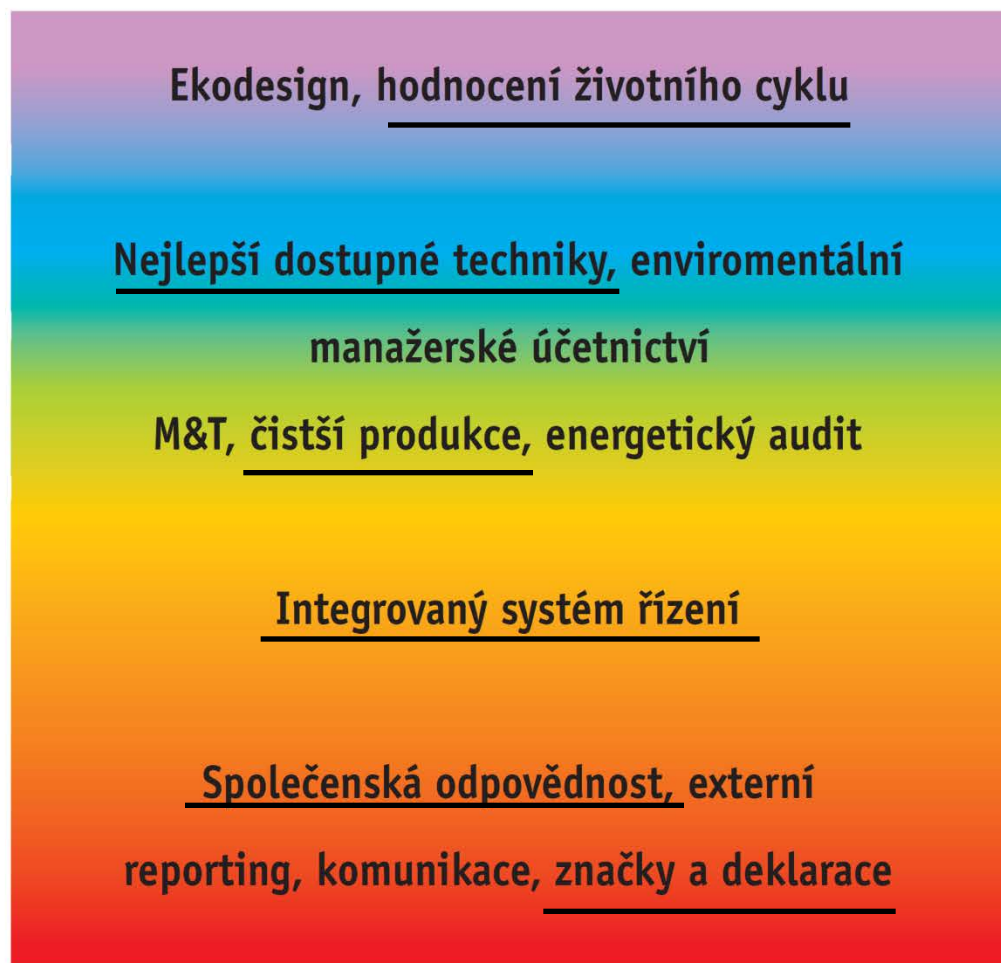 Ekodesign, hodnocení životního cyklu
Nejlepší dostupné techniky, enviromentální
manažerské účetnictví
M&T, čistší produkce, energetický audit
Integrovaný systém řízení
Společenská odpovědnost, externí
reporting, komunikace, značky a deklarace